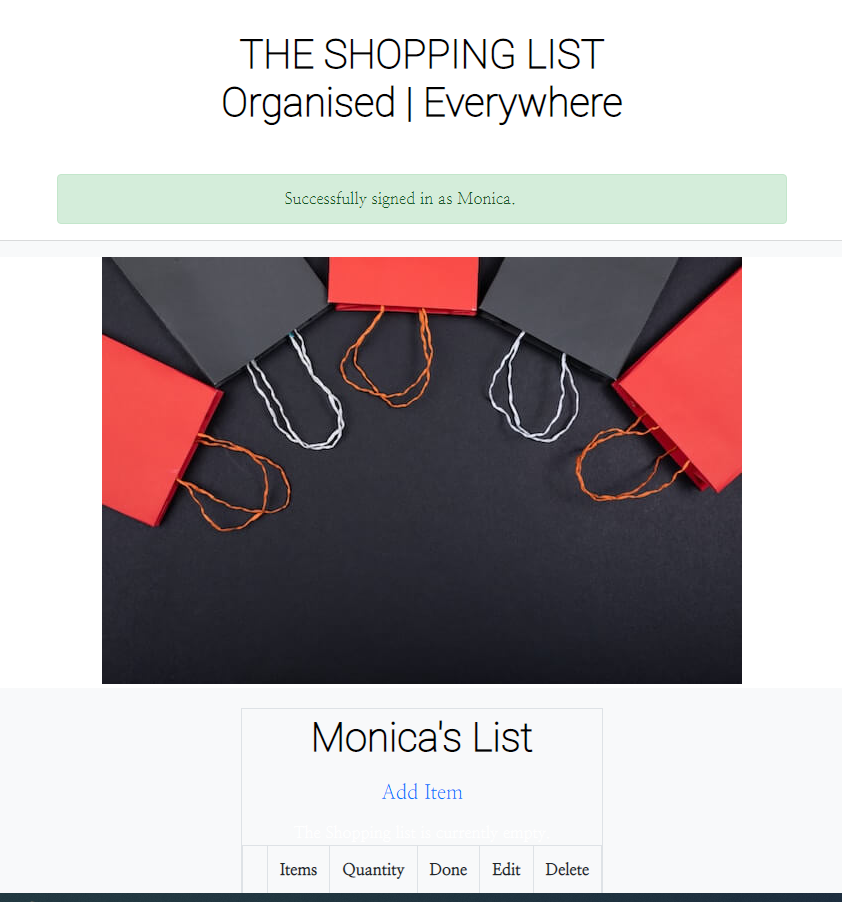 THE SHOPPING LIST
Organised | Everywhere
Successfully signed in as Monica.
Monica's List
Add Item
The Shopping list is currently empty
Items Quantity Done Edit Delete